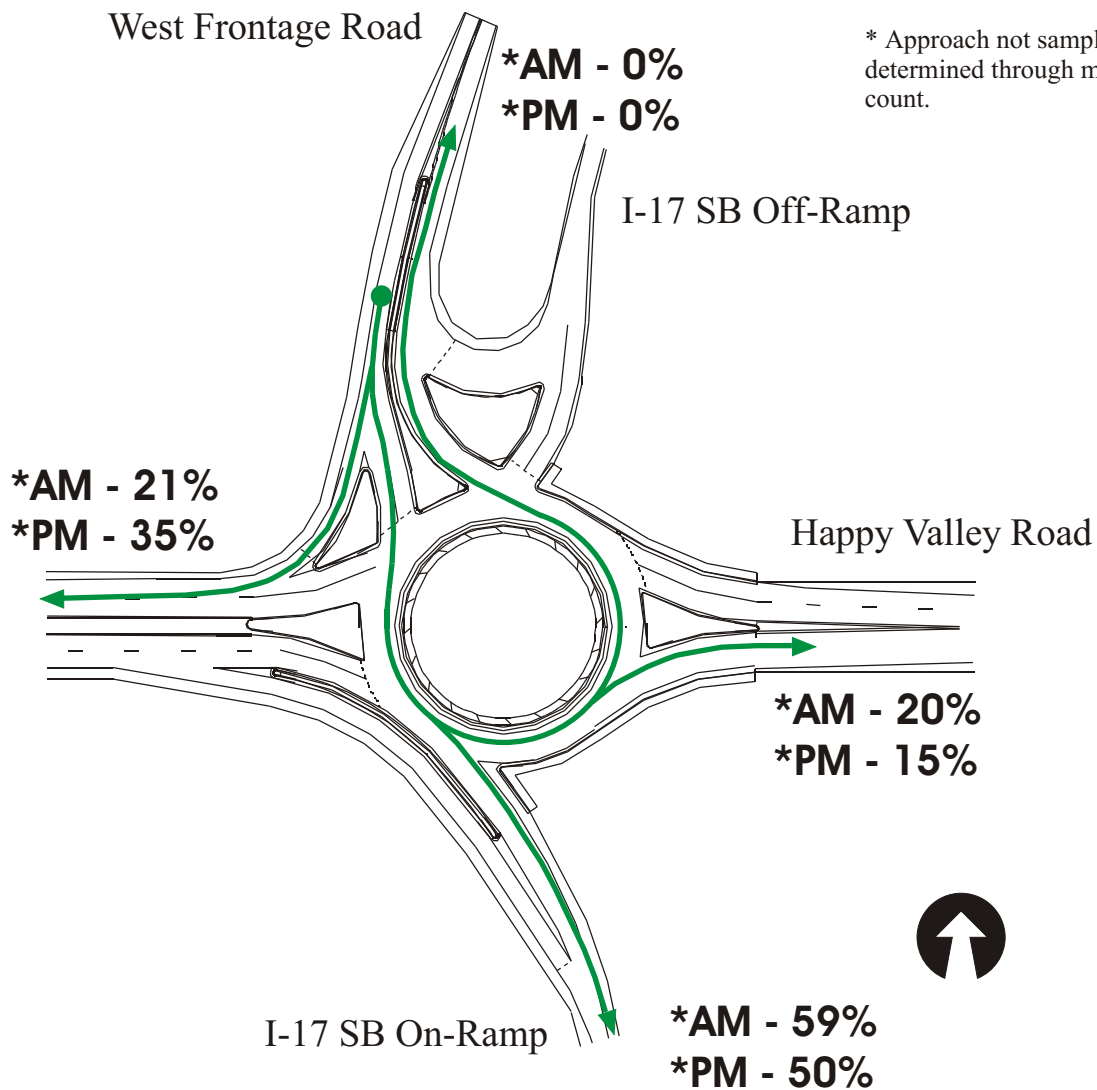 West Frontage Road
*AM - 0%
*PM - 0%
* Approach not
determined through
count.
I-17 SB Off-Ramp
*AM - 21%
*PM - 35%
Happy Valley Road
*AM - 20%
*PM - 15%
I-17 SB On-Ramp
*AM - 59%
*PM - 50%